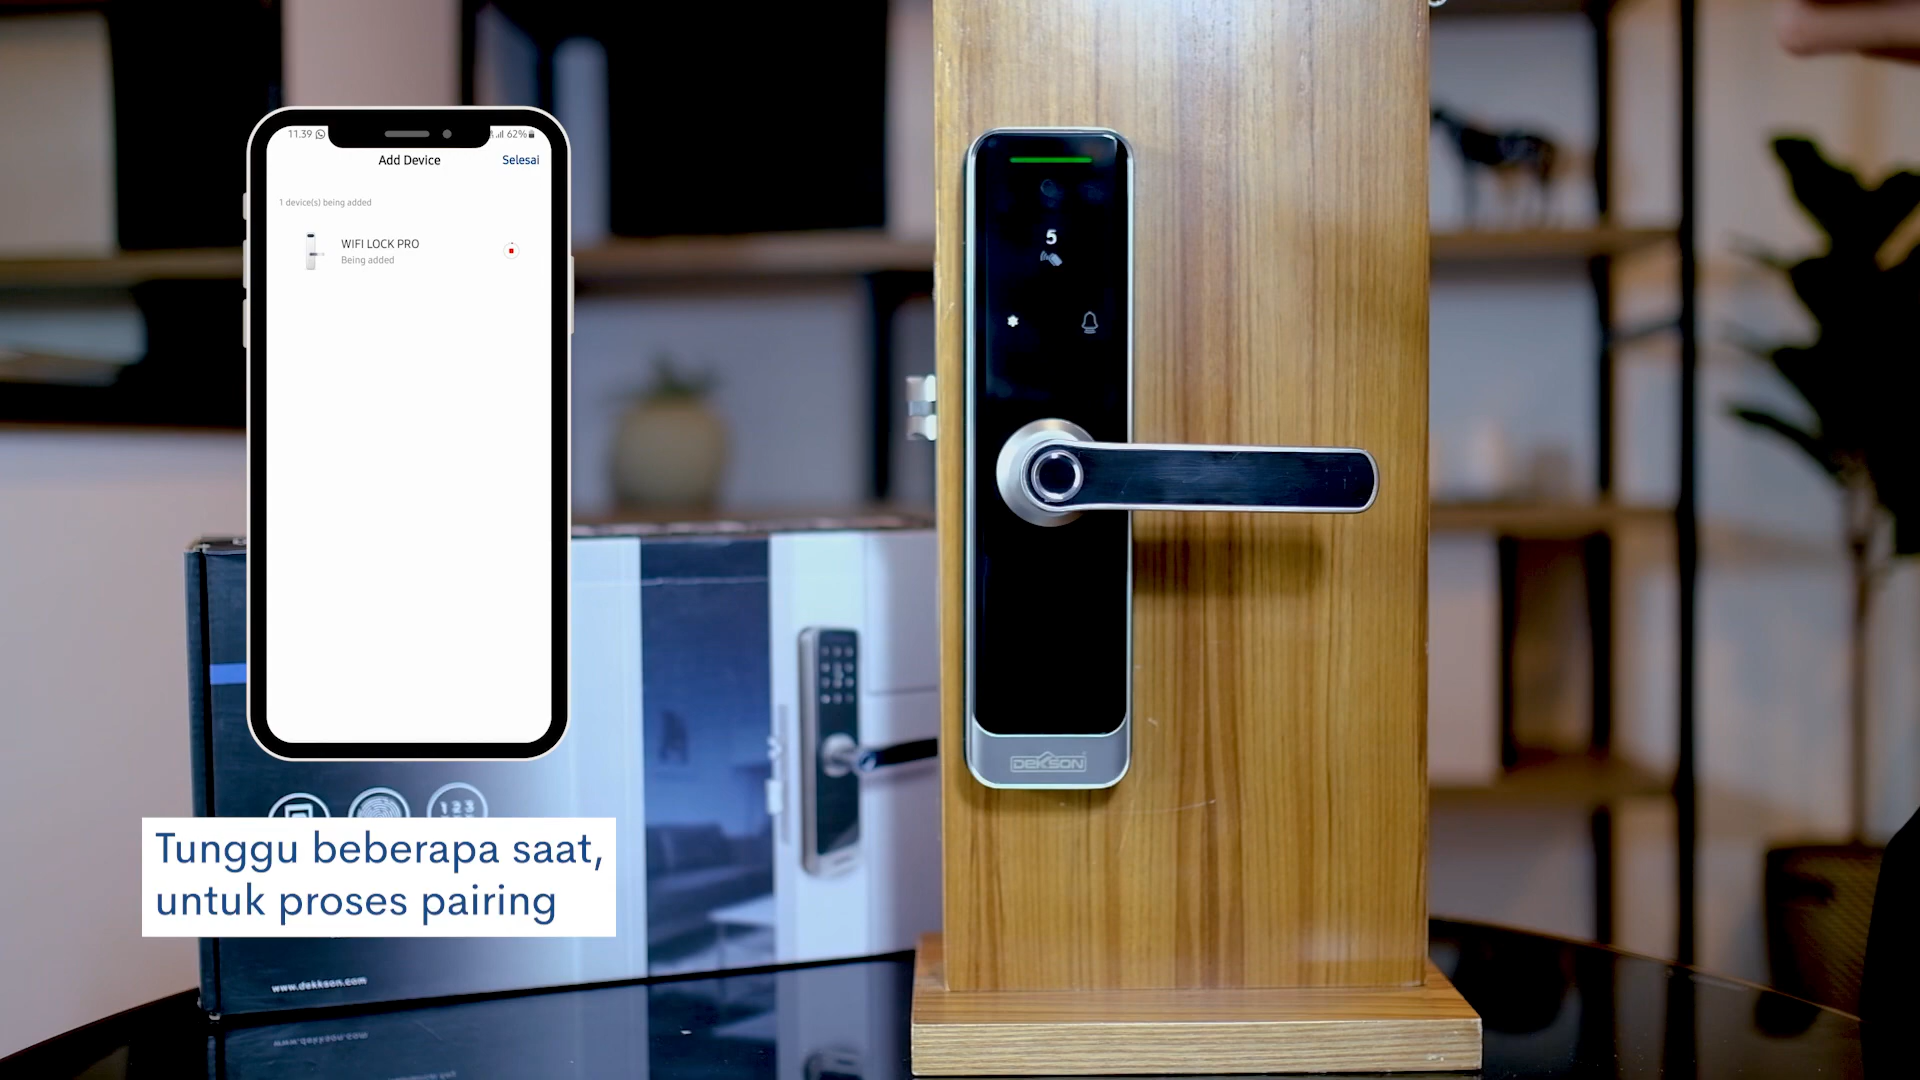 11.39
62%
Add Device
Selesai
1 device(s) being added
WIFI LOCK PRO
Being added
5
DEKSON
Tunggu beberapa saat,
untuk proses pairing
www.dekkson.com